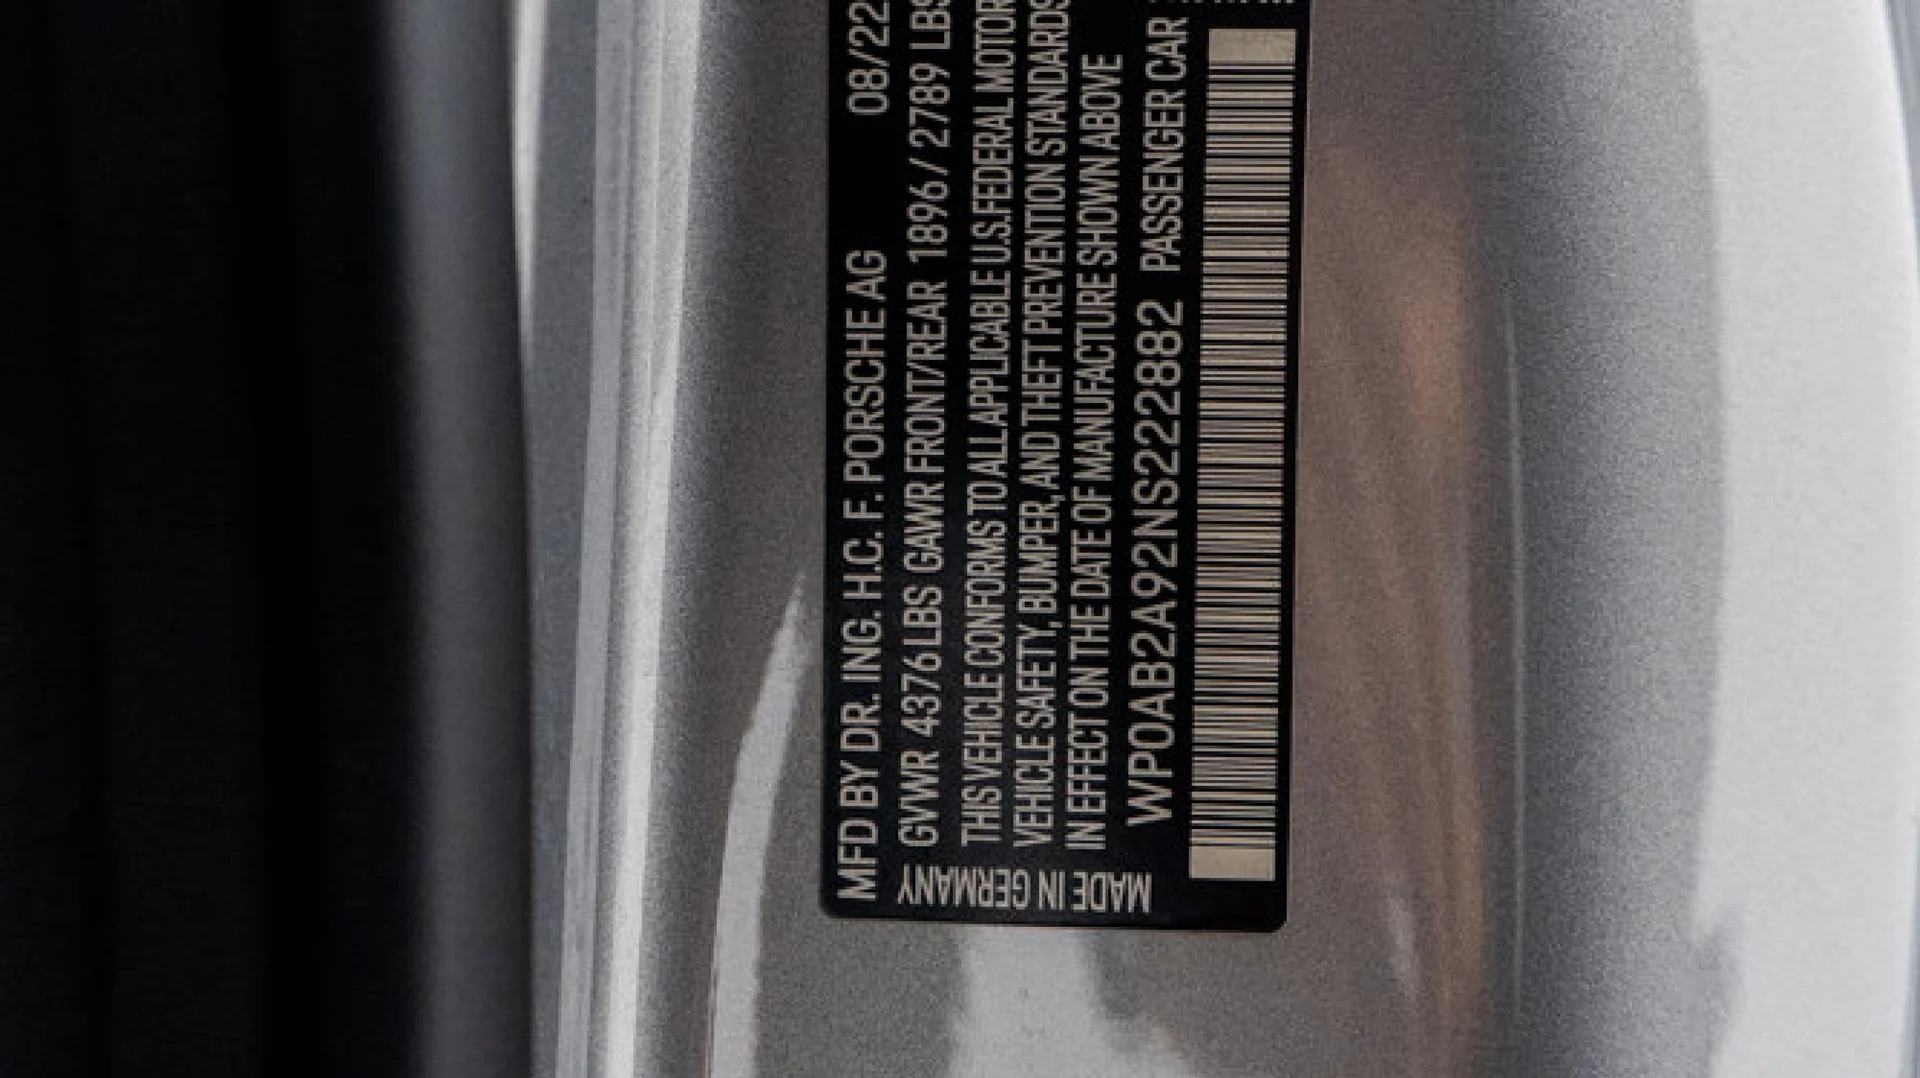 MFD BY DR. ING. H.C. F. PORSCHE AG 08/22
GVWR 4376 LBS GAWR FRONT/REAR 1896 / 2789 LBS
THIS VEHICLE CONFORMS TO ALL APPLICABLE U.S. FEDERAL MOTOR
VEHICLE SAFETY, BUMPER, AND THEFT PREVENTION STANDARDS
IN EFFECT ON THE DATE OF MANUFACTURE SHOWN ABOVE
WP0AB2A92NS222882 PASSENGER CAR
MADE IN GERMANY